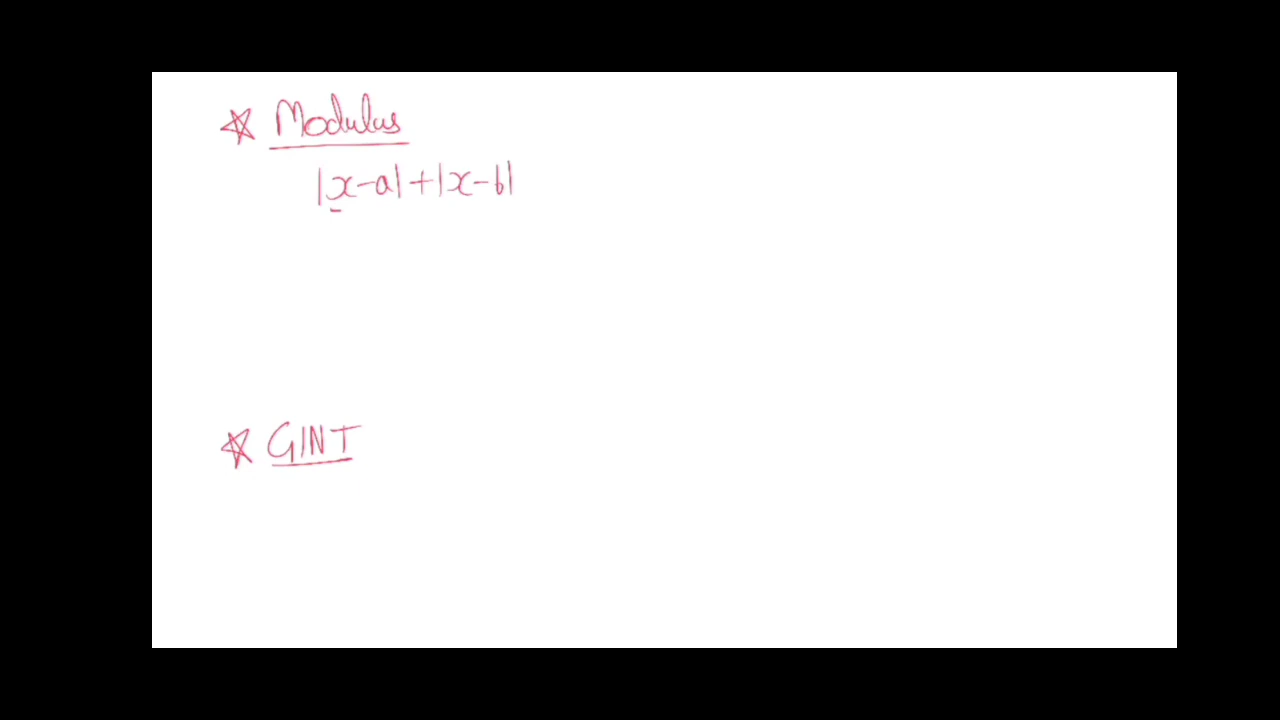 ☆ Modulus
|x-a|+|x-b|
☆ GINT